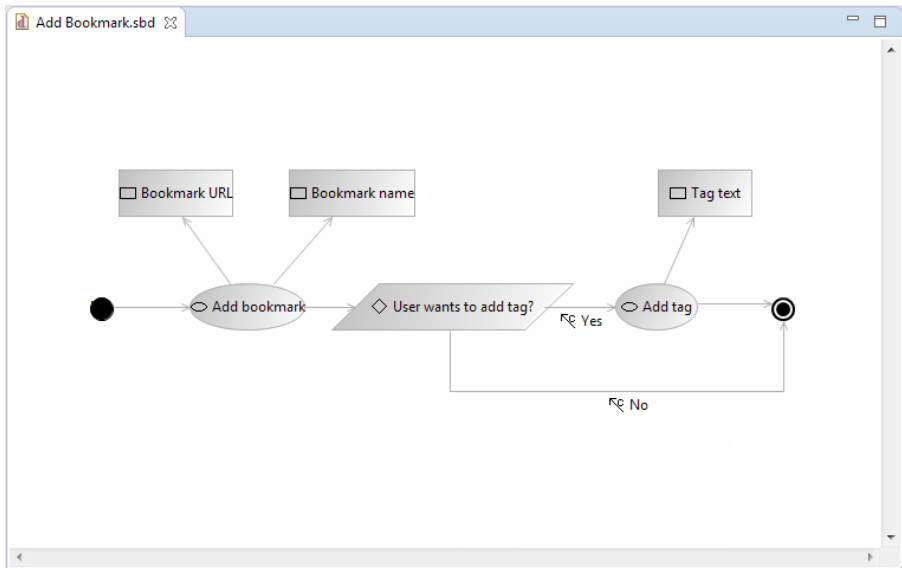 Add Bookmark.sbd
Bookmark URL
Bookmark name
Tag text
Add bookmark
User wants to add tag?
Yes
Add tag
No